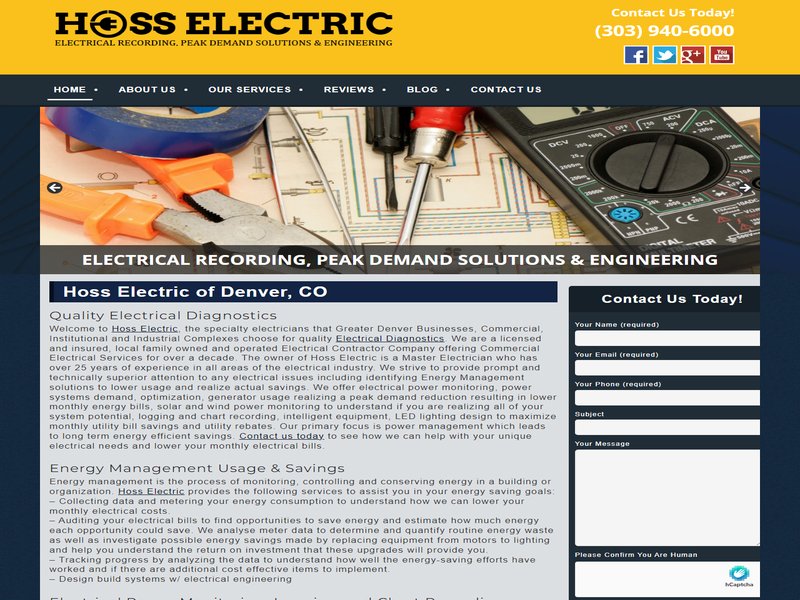 HOSS ELECTRIC
ELECTRICAL RECORDING, PEAK DEMAND SOLUTIONS & ENGINEERING
Contact Us Today!
(303) 940-6000
HOME • ABOUT US • OUR SERVICES • REVIEWS • BLOG • CONTACT US
ELECTRICAL RECORDING, PEAK DEMAND SOLUTIONS & ENGINEERING
Hoss Electric of Denver, CO
Quality Electrical Diagnostics
Welcome to Hoss Electric, the specialty electricians that Greater Denver Businesses, Commercial,
Institutional and Industrial Complexes choose for quality Electrical Diagnostics. We are a licensed
and insured, local family owned and operated Electrical Contractor Company offering Commercial
Electrical Services for over a decade. The owner of Hoss Electric is a Master Electrician who has
over 25 years of experience in all areas of the electrical industry. We strive to provide prompt and
technically superior attention to any electrical issues including identifying Energy Management
solutions to lower usage and realize actual savings. We offer electrical power monitoring, power
systems demand, optimization, generator usage realizing a peak demand reduction resulting in lower
monthly energy bills, solar and wind power monitoring to understand if you are realizing all of your
system potential, logging and chart recording, intelligent equipment, LED lighting design to maximize
monthly utility bill savings and utility rebates. Our primary focus is power management which leads
to long term energy efficient savings. Contact us today to see how we can help with your unique
electrical needs and lower your monthly electrical bills.
Energy Management Usage & Savings
Energy management is the process of monitoring, controlling and conserving energy in a building or
organization. Hoss Electric provides the following services to assist you in your energy saving goals:
– Collecting data and metering your energy consumption to understand how we can lower your
monthly electrical costs.
– Auditing your electrical bills to find opportunities to save energy and estimate how much energy
each opportunity could save. We analyse meter data to determine and quantify routine energy waste
as well as investigate possible energy savings made by replacing equipment from motors to lighting
and help you understand the return on investment that these upgrades will provide you.
– Tracking progress by analyzing the data to understand how well the energy-saving efforts have
worked and if there are additional cost effective items to implement.
– Design build systems w/ electrical engineering
Contact Us Today!
Your Name (required)
Your Email (required)
Your Phone (required)
Subject
Your Message
Please Confirm You Are Human
hCaptcha